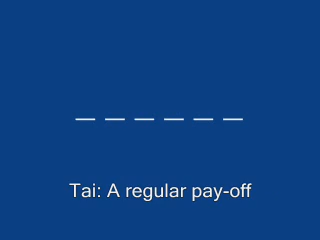 _ _ _ _ _ _
Tai: A regular pay-off